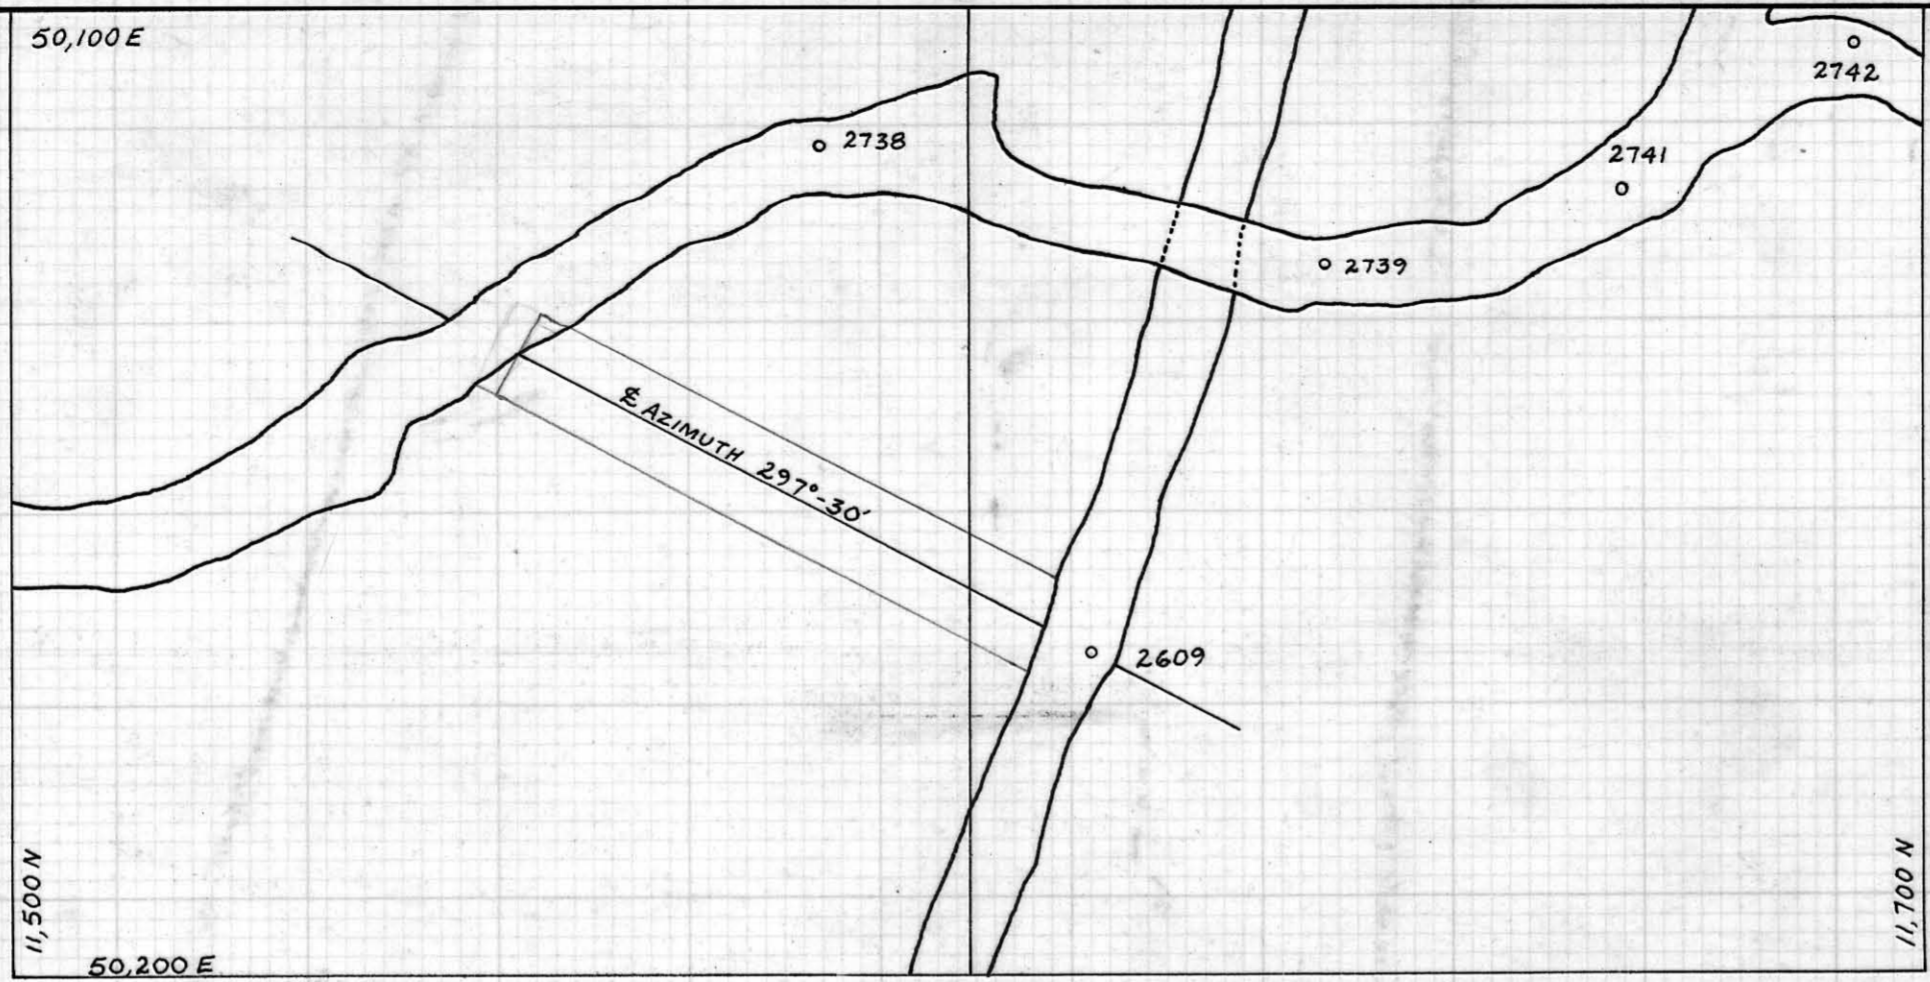 50,100 E
2742
2738
2741
2739
℄ AZIMUTH 297°-30'
2609
11,500 N
11,700 N
50,200 E